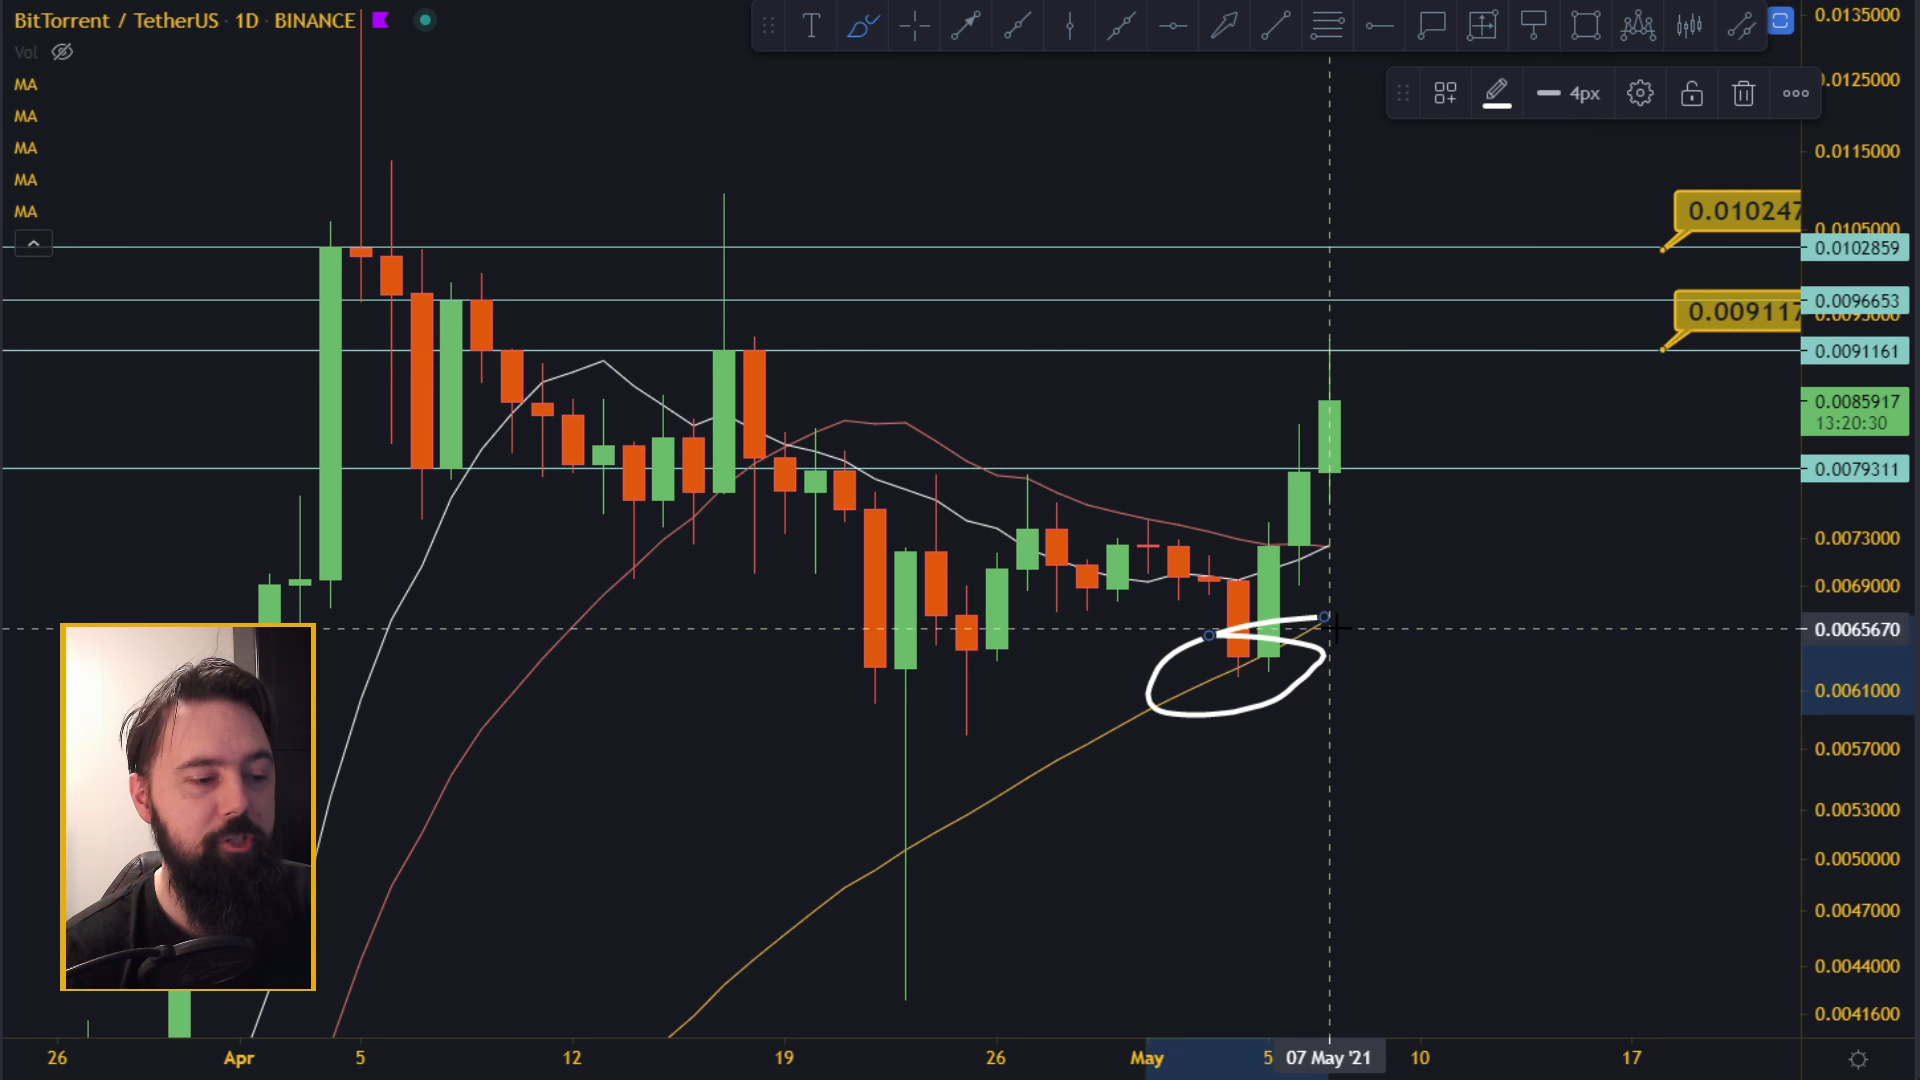 BitTorrent / TetherUS · 1D · BINANCE
Vol
MA
MA
MA
MA
MA
T
4px
0.0135000
0.0125000
0.0115000
0.010247
0.0105000
0.0102859
0.0096653
0.009117
0.0091161
0.0085917
13:20:30
0.0079311
0.0073000
0.0069000
0.0065670
0.0061000
0.0057000
0.0053000
0.0050000
0.0047000
0.0044000
0.0041600
26 Apr 5 12 19 26 May 5 07 May '21 10 17